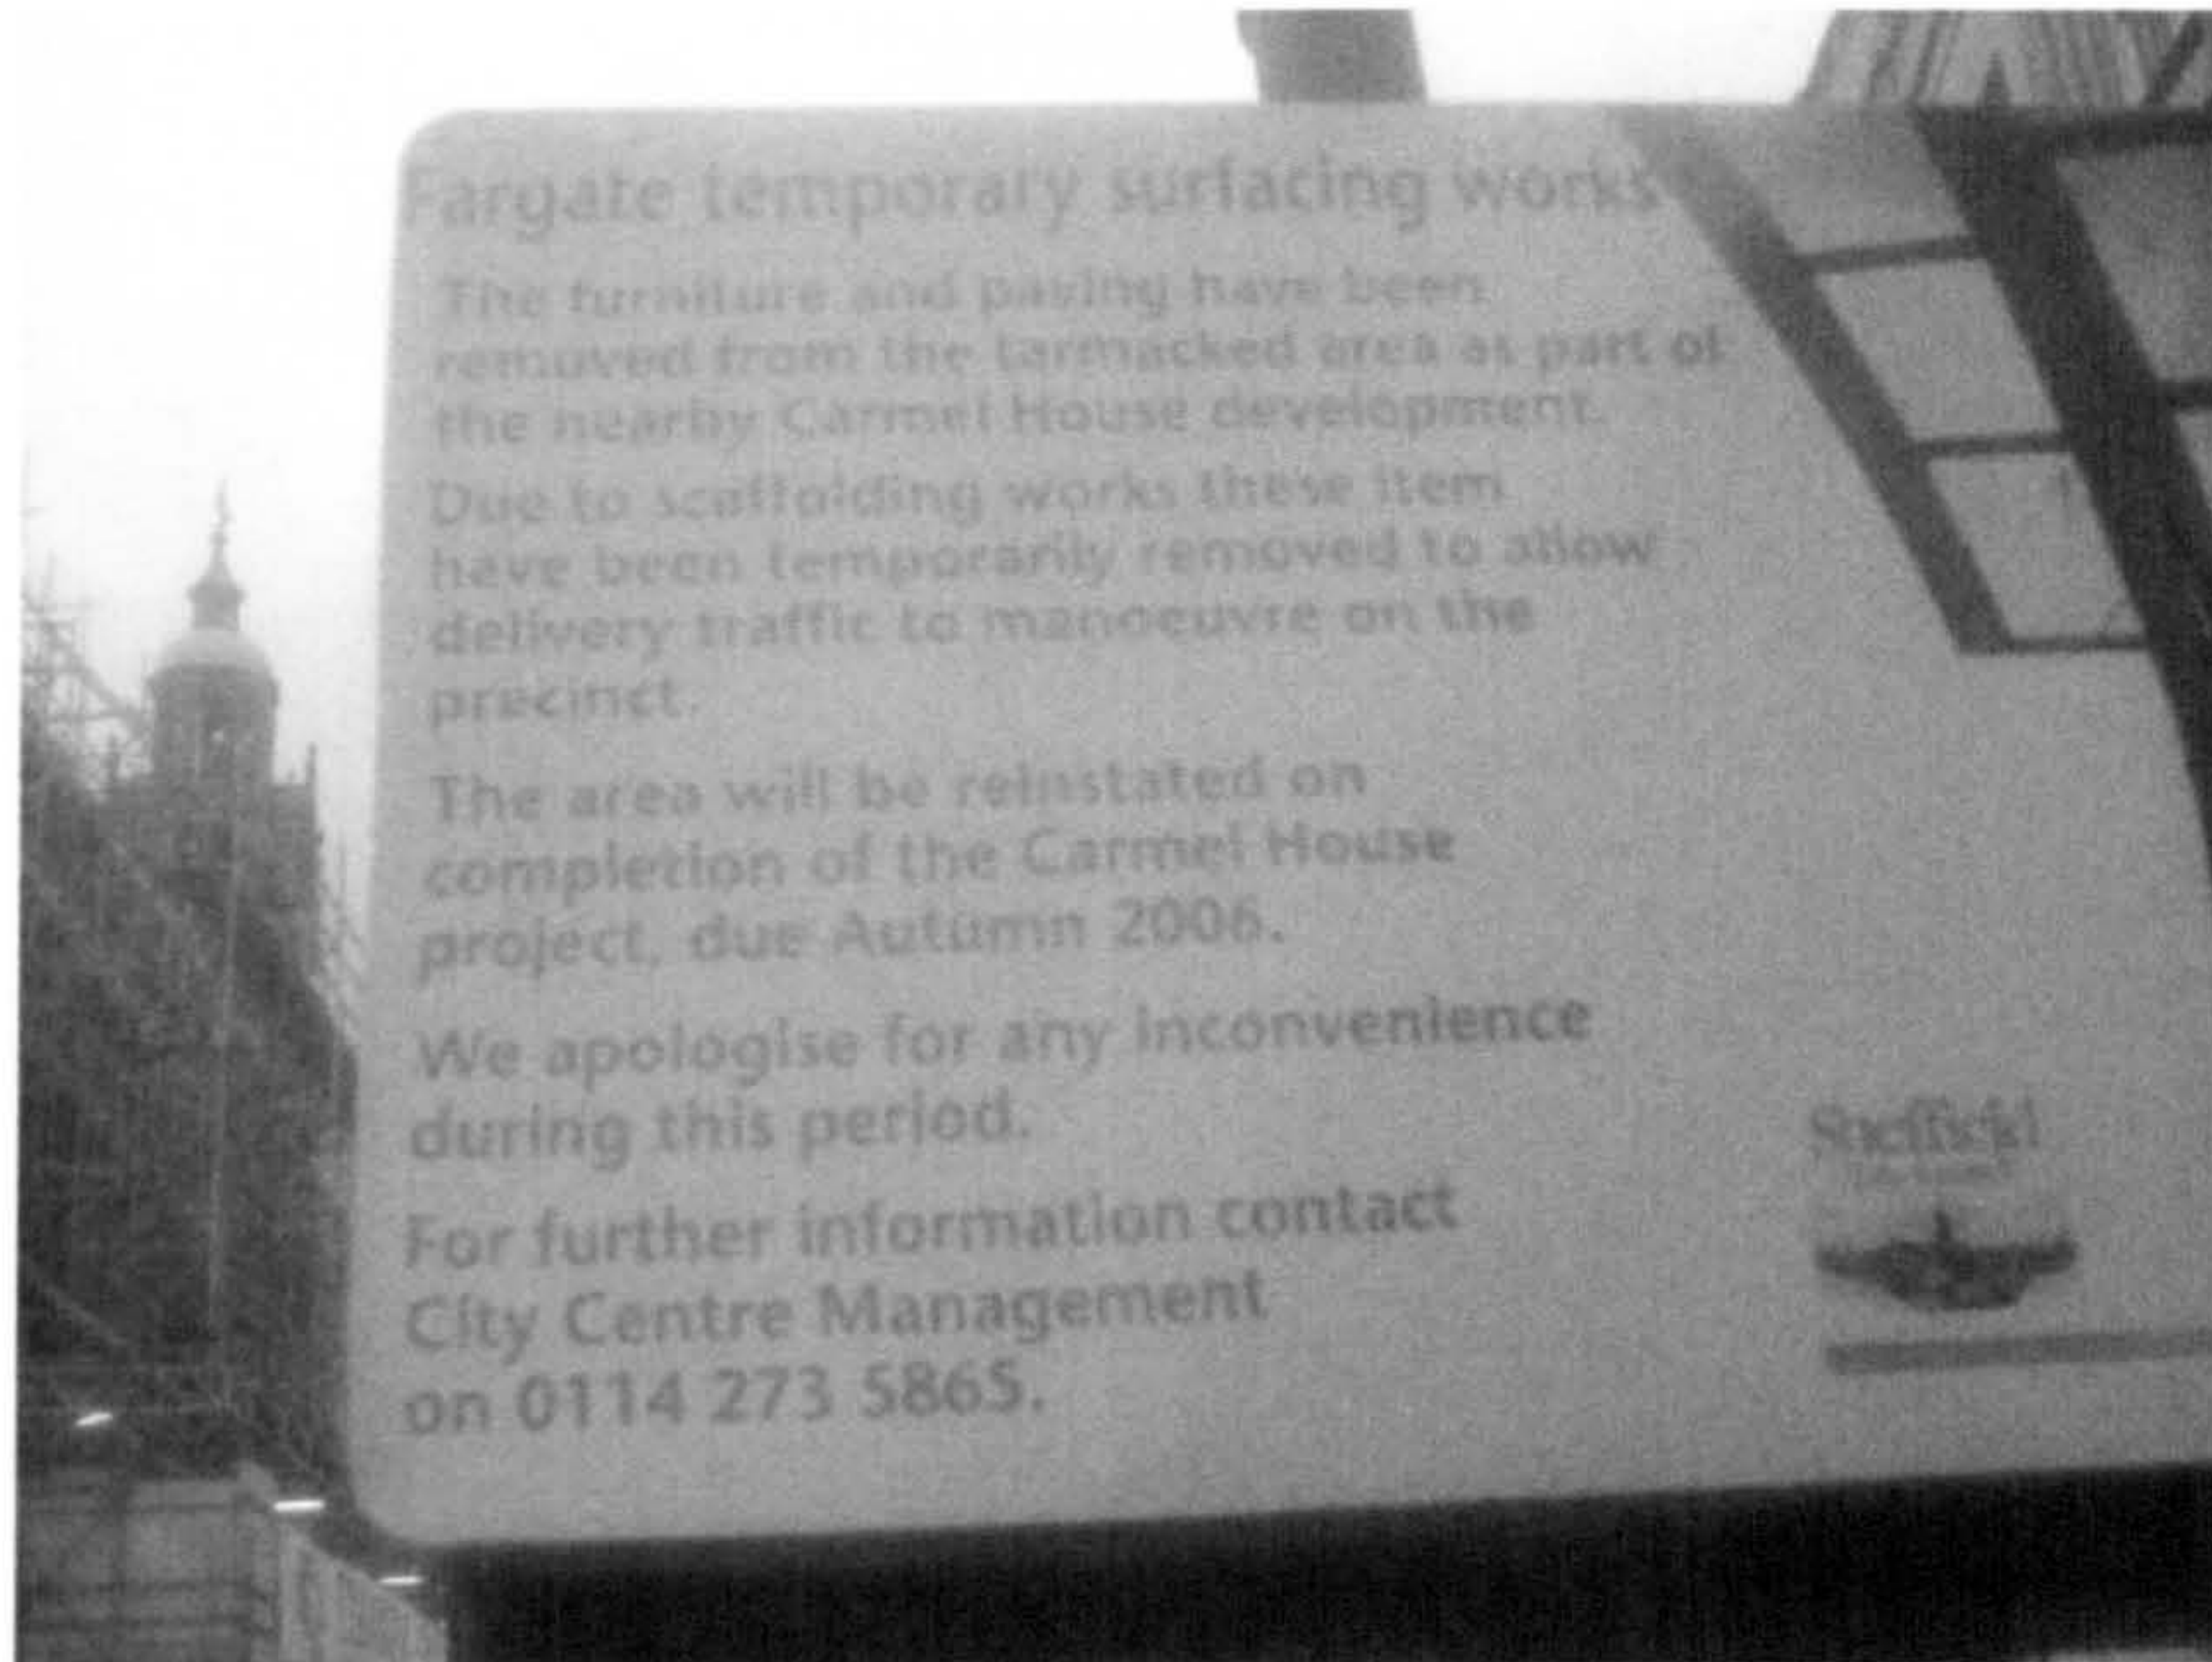 Fargate temporary surfacing works
The furniture and paving have been
removed from the tarmacked area as part of
the nearby Carmel House development.
Due to scaffolding works these item
have been temporarily removed to allow
delivery traffic to manoeuvre on the
precinct.
The area will be reinstated on
completion of the Carmel House
project, due Autumn 2006.
We apologise for any inconvenience
during this period.
For further information contact
City Centre Management
on 0114 273 5865.
Sheffield